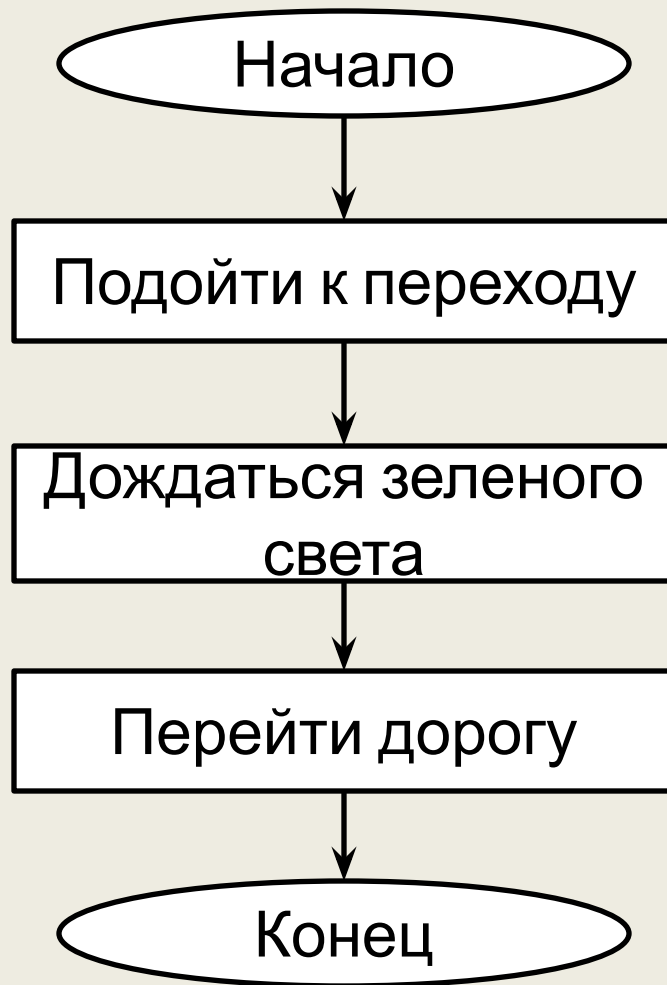 Начало
Подойти к переходу
Дождаться зеленого
света
Перейти дорогу
Конец